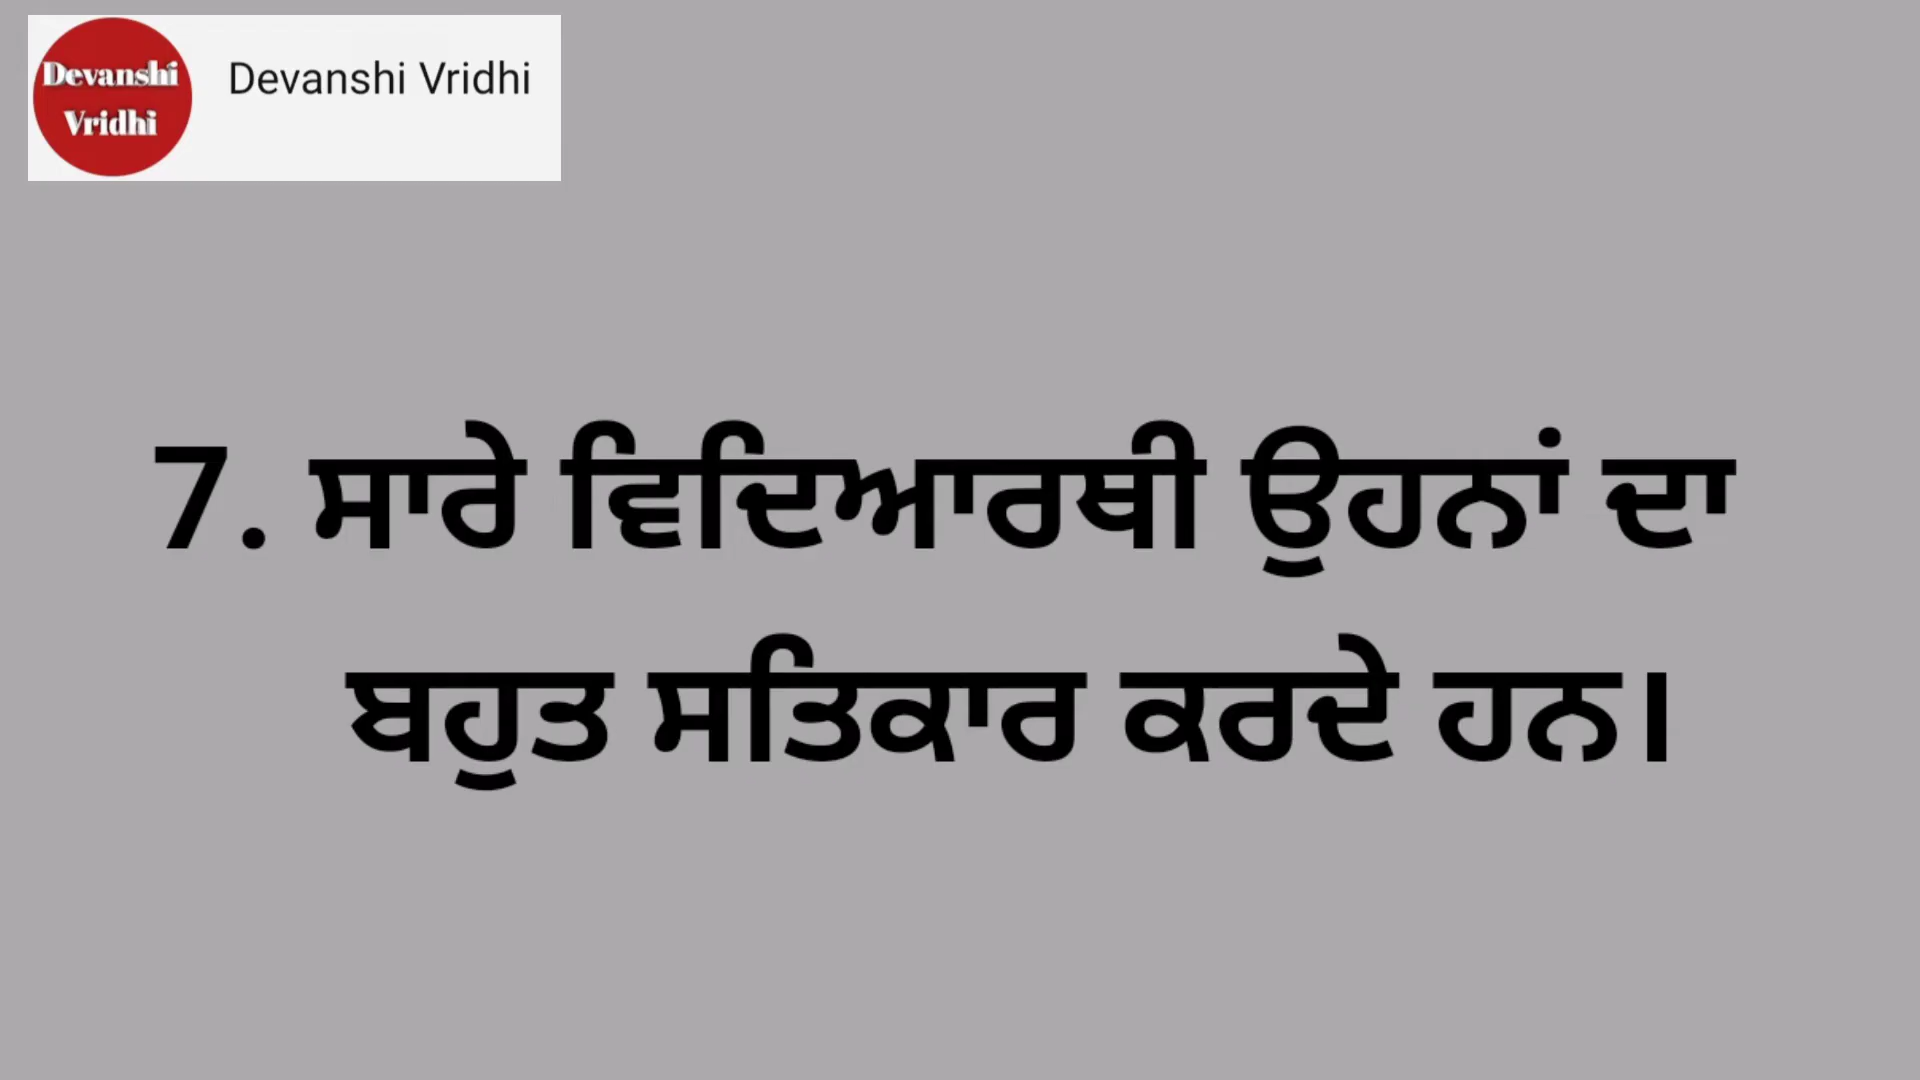 Devanshi
Vridhi
Devanshi Vridhi
7. ਸਾਰੇ ਵਿਦਿਆਰਥੀ ਉਹਨਾਂ ਦਾ
ਬਹੁਤ ਸਤਿਕਾਰ ਕਰਦੇ ਹਨ।